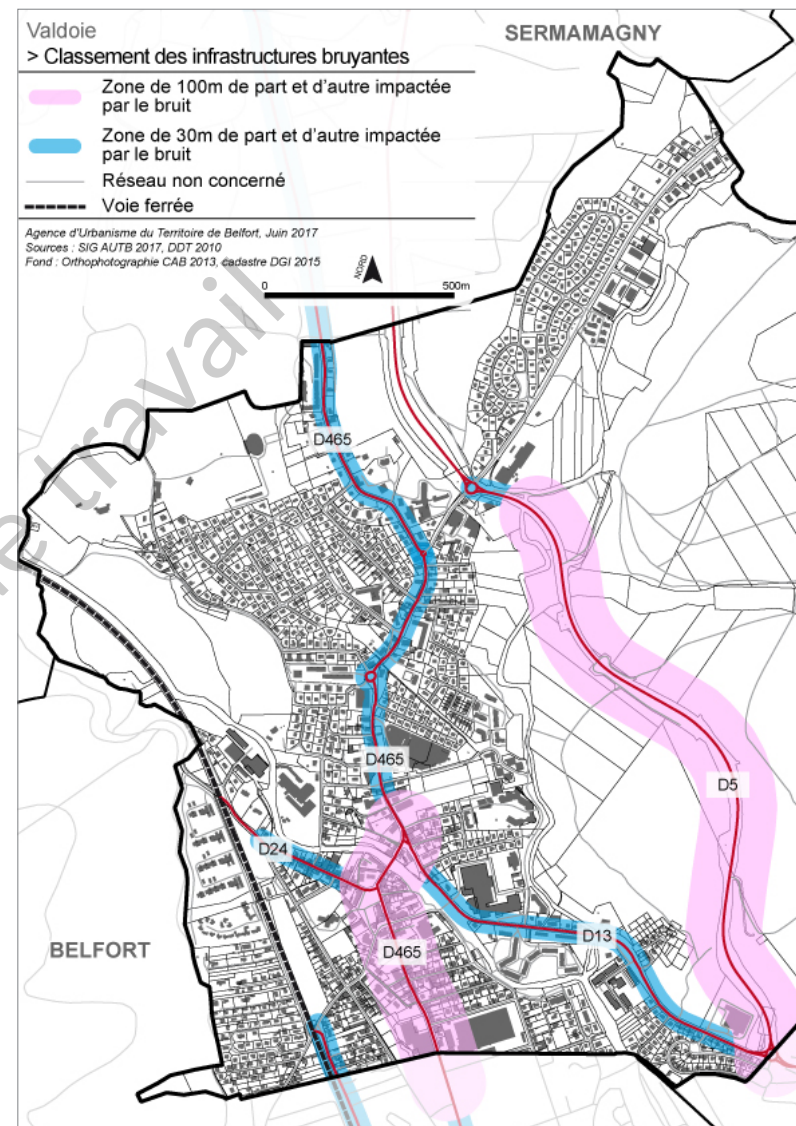 Valdoie
> Classement des infrastructures bruyantes
Zone de 100m de part et d'autre impactée
par le bruit
Zone de 30m de part et d'autre impactée
par le bruit
Réseau non concerné
Voie ferrée
Agence d'Urbanisme du Territoire de Belfort, Juin 2017
Sources : SIG AUTB 2017, DDT 2010
Fond : Orthophotographie CAB 2013, cadastre DGI 2015
NORD
0 500m
SERMAMAGNY
e travail
D465
D465
D5
D24
D13
D465
BELFORT